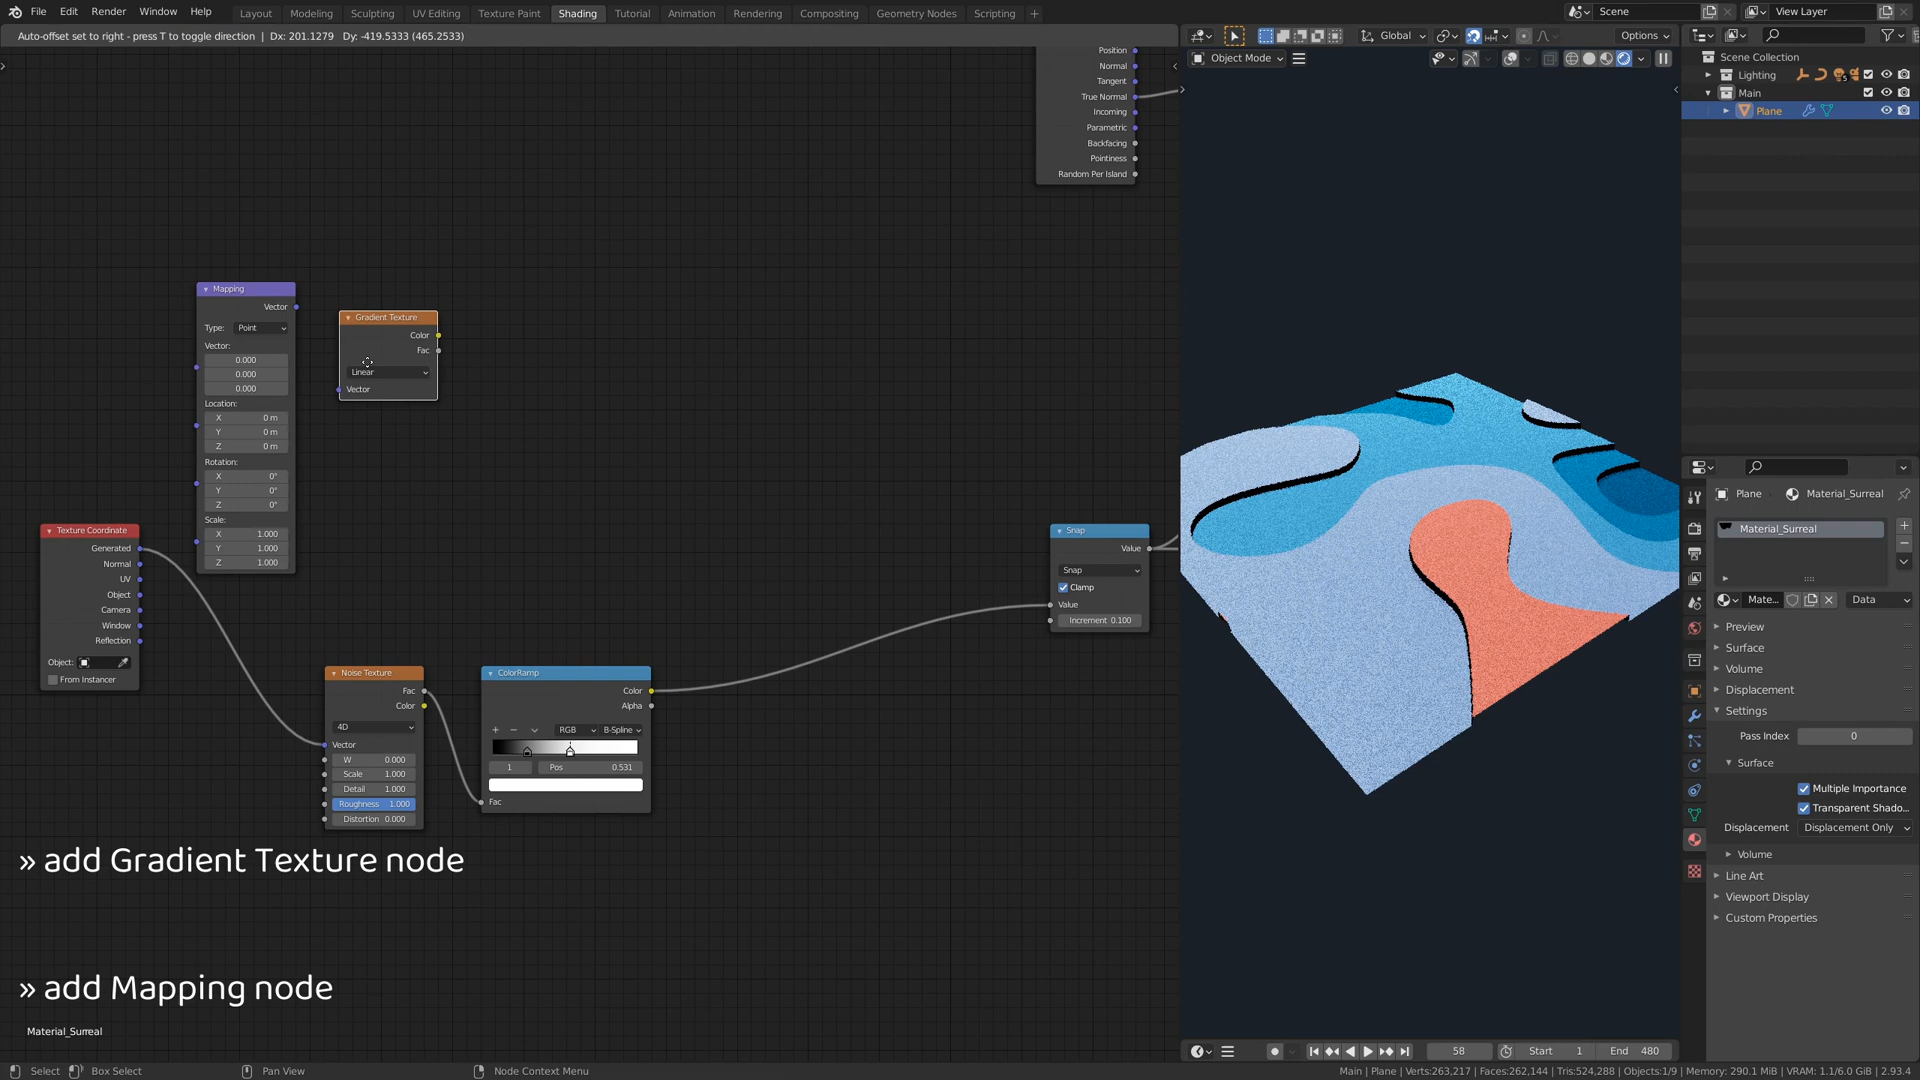 File Edit Render Window Help Layout Modeling Sculpting UV Editing Texture Paint Shading Tutorial Animation Rendering Compositing Geometry Nodes Scripting + Scene View Layer
Auto-offset set to right - press T to toggle direction | Dx: 201.1279 Dy: -419.5333 (465.2533)
Global
Options
Object Mode
Position
Normal
Tangent
True Normal
Incoming
Parametric
Backfacing
Pointiness
Random Per Island
Mapping
Vector
Type: Point
Vector:
0.000
0.000
0.000
Location:
X 0 m
Y 0 m
Z 0 m
Rotation:
X 0°
Y 0°
Z 0°
Scale:
X 1.000
Y 1.000
Z 1.000
Gradient Texture
Color
Fac
Linear
Vector
Texture Coordinate
Generated
Normal
UV
Object
Camera
Window
Reflection
Object:
From Instancer
Noise Texture
Fac
Color
4D
Vector
W 0.000
Scale 1.000
Detail 1.000
Roughness 1.000
Distortion 0.000
ColorRamp
Color
Alpha
+ − RGB B-Spline
1 Pos 0.531
Fac
Snap
Value
Snap
Clamp
Value
Increment 0.100
» add Gradient Texture node
» add Mapping node
Material_Surreal
Scene Collection
Lighting 5
Main
Plane
Plane Material_Surreal
Material_Surreal
Mate... Data
Preview
Surface
Volume
Displacement
Settings
Pass Index 0
Surface
Multiple Importance
Transparent Shado...
Displacement Displacement Only
Volume
Line Art
Viewport Display
Custom Properties
58 Start 1 End 480
Select Box Select Pan View Node Context Menu Main | Plane | Verts:263,217 | Faces:262,144 | Tris:524,288 | Objects:1/9 | Memory: 290.1 MiB | VRAM: 1.1/6.0 GiB | 2.93.4